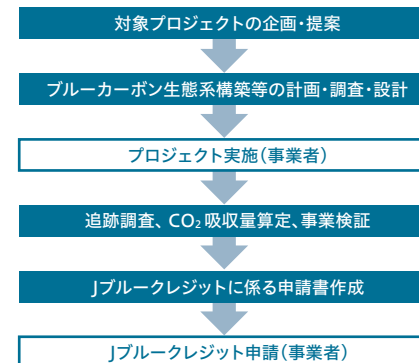 対象プロジェクトの企画・提案
ブルーカーボン生態系構築等の計画・調査・設計
プロジェクト実施(事業者)
追跡調査、CO₂吸収量算定、事業検証
Jブルークレジットに係る申請書作成
Jブルークレジット申請(事業者)